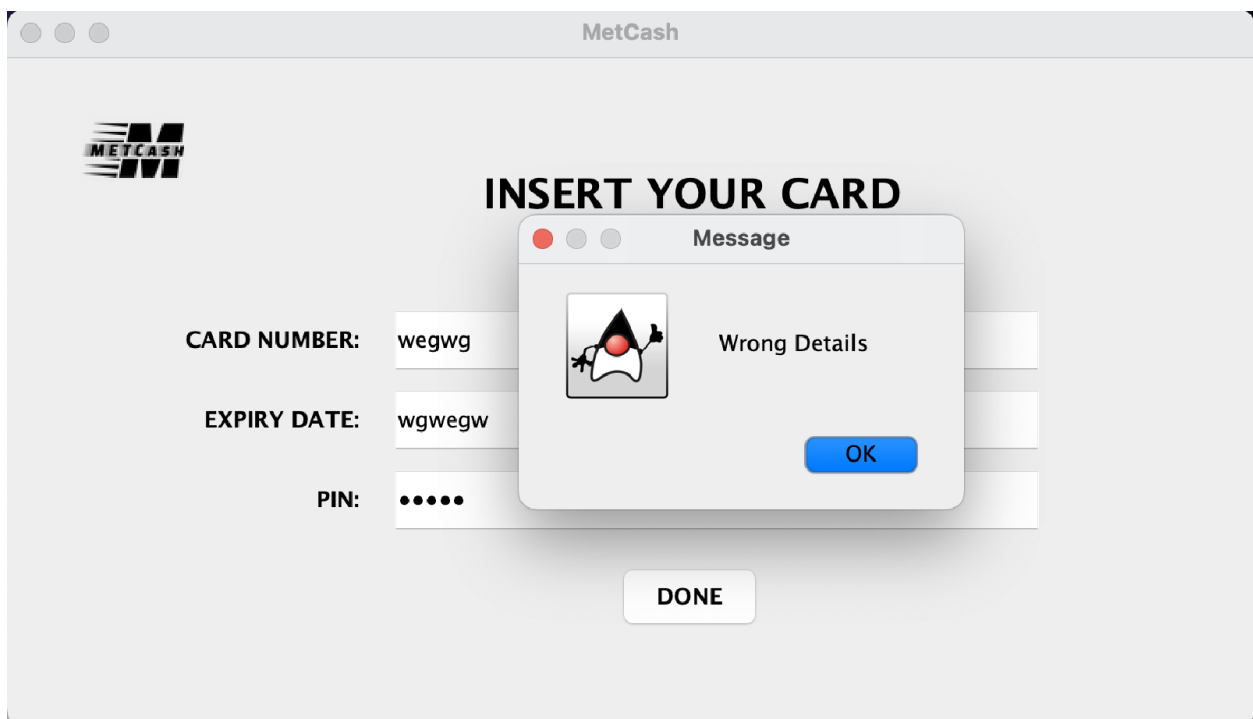 MetCash
METCASH
INSERT YOUR CARD
Message
Wrong Details
OK
CARD NUMBER: wegwg
EXPIRY DATE: wgwegw
PIN: •••••
DONE